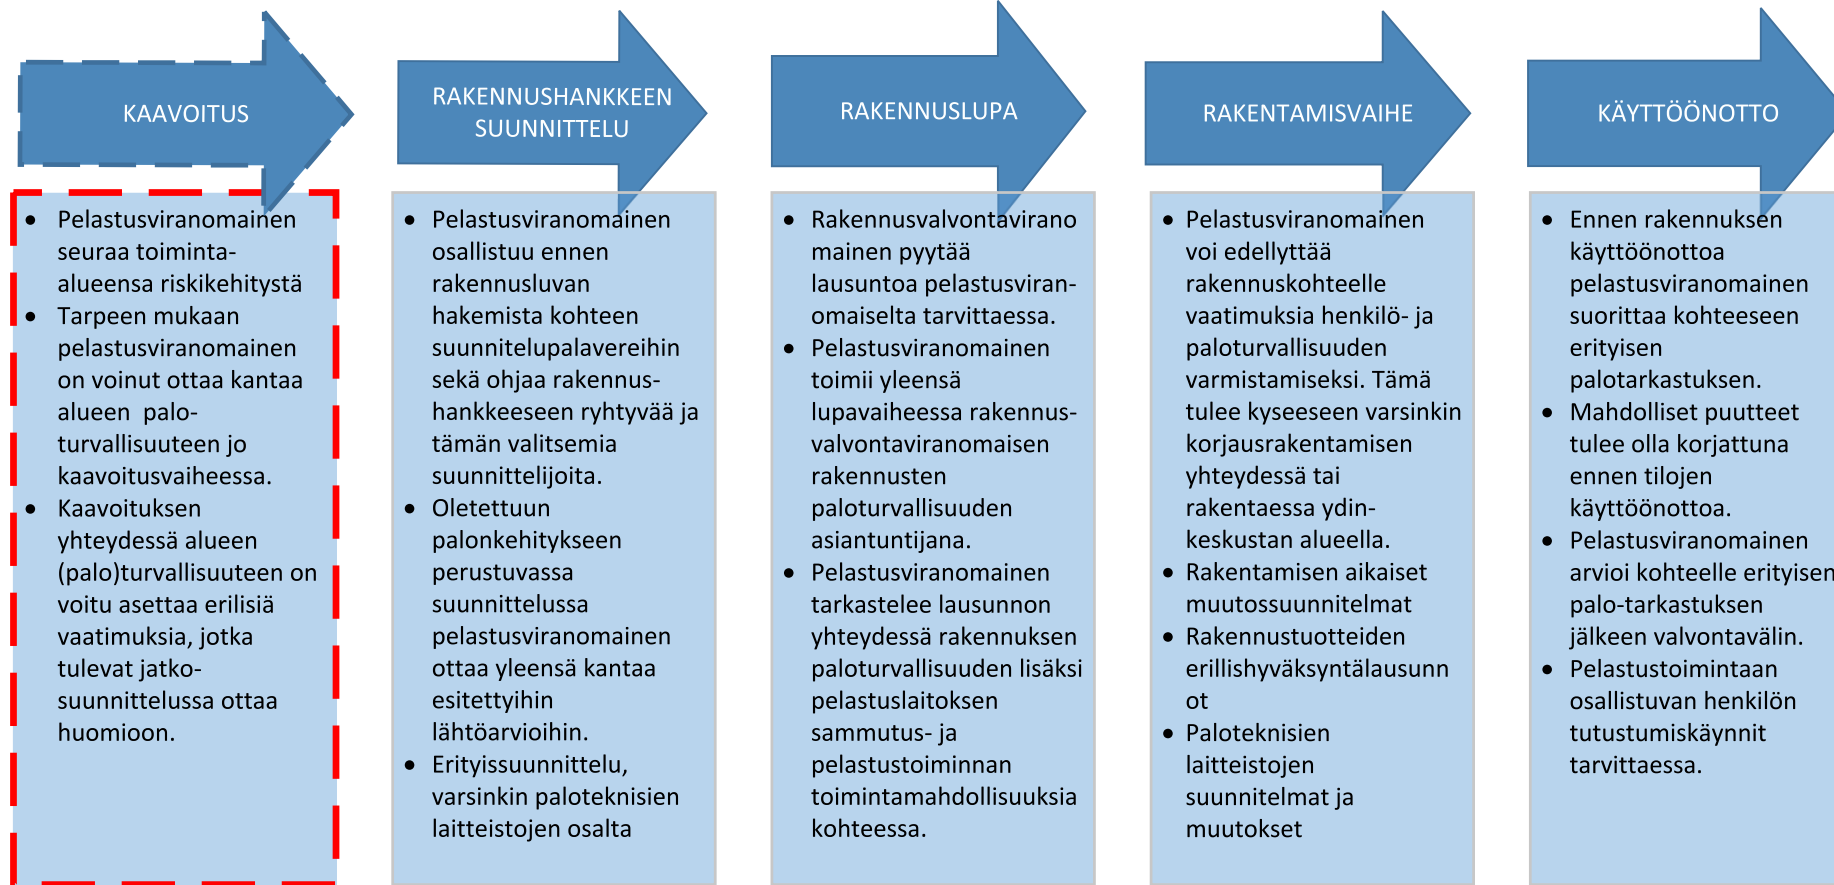 KAAVOITUS
Pelastusviranomainen
seuraa toiminta-
alueensa riskikehitystä
Tarpeen mukaan
pelastusviranomainen
on voinut ottaa kantaa
alueen palo-
turvallisuuteen jo
kaavoitusvaiheessa.
Kaavoituksen
yhteydessä alueen
(palo)turvallisuuteen on
voitu asettaa erilisiä
vaatimuksia, jotka
tulevat jatko-
suunnittelussa ottaa
huomioon.
RAKENNUSHANKKEEN
SUUNNITTELU
Pelastusviranomainen
osallistuu ennen
rakennusluvan
hakemista kohteen
suunnitelupalavereihin
sekä ohjaa rakennus-
hankkeeseen ryhtyvää ja
tämän valitsemia
suunnittelijoita.
Oletettuun
palonkehitykseen
perustuvassa
suunnittelussa
pelastusviranomainen
ottaa yleensä kantaa
esitettyihin
lähtöarvioihin.
Erityissuunnittelu,
varsinkin paloteknisien
laitteistojen osalta
RAKENNUSLUPA
Rakennusvalvontavirano
mainen pyytää
lausuntoa pelastusviran-
omaiselta tarvittaessa.
Pelastusviranomainen
toimii yleensä
lupavaiheessa rakennus-
valvontaviranomaisen
rakennusten
paloturvallisuuden
asiantuntijana.
Pelastusviranomainen
tarkastelee lausunnon
yhteydessä rakennuksen
paloturvallisuuden lisäksi
pelastuslaitoksen
sammutus- ja
pelastustoiminnan
toimintamahdollisuuksia
kohteessa.
RAKENTAMISVAIHE
Pelastusviranomainen
voi edellyttää
rakennuskohteelle
vaatimuksia henkilö- ja
paloturvallisuuden
varmistamiseksi. Tämä
tulee kyseeseen varsinkin
korjausrakentamisen
yhteydessä tai
rakentaessa ydin-
keskustan alueella.
Rakentamisen aikaiset
muutossuunnitelmat
Rakennustuotteiden
erillishyväksyntälausunn
ot
Paloteknisien
laitteistojen
suunnitelmat ja
muutokset
KÄYTTÖÖNOTTO
Ennen rakennuksen
käyttöönottoa
pelastusviranomainen
suorittaa kohteeseen
erityisen
palotarkastuksen.
Mahdolliset puutteet
tulee olla korjattuna
ennen tilojen
käyttöönottoa.
Pelastusviranomainen
arvioi kohteelle erityisen
palo-tarkastuksen
jälkeen valvontavälin.
Pelastustoimintaan
osallistuvan henkilön
tutustumiskäynnit
tarvittaessa.